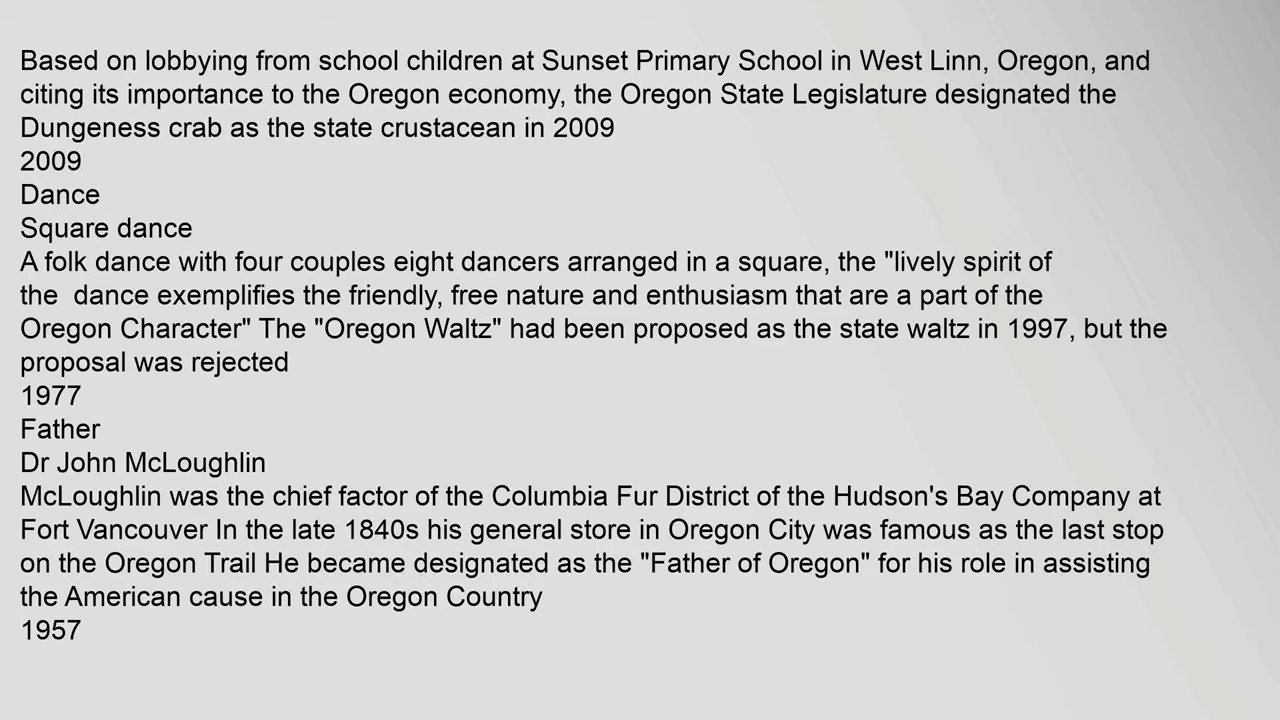 Based on lobbying from school children at Sunset Primary School in West Linn, Oregon, and
citing its importance to the Oregon economy, the Oregon State Legislature designated the
Dungeness crab as the state crustacean in 2009
2009
Dance
Square dance
A folk dance with four couples eight dancers arranged in a square, the "lively spirit of
the  dance exemplifies the friendly, free nature and enthusiasm that are a part of the
Oregon Character" The "Oregon Waltz" had been proposed as the state waltz in 1997, but the
proposal was rejected
1977
Father
Dr John McLoughlin
McLoughlin was the chief factor of the Columbia Fur District of the Hudson's Bay Company at
Fort Vancouver In the late 1840s his general store in Oregon City was famous as the last stop
on the Oregon Trail He became designated as the "Father of Oregon" for his role in assisting
the American cause in the Oregon Country
1957